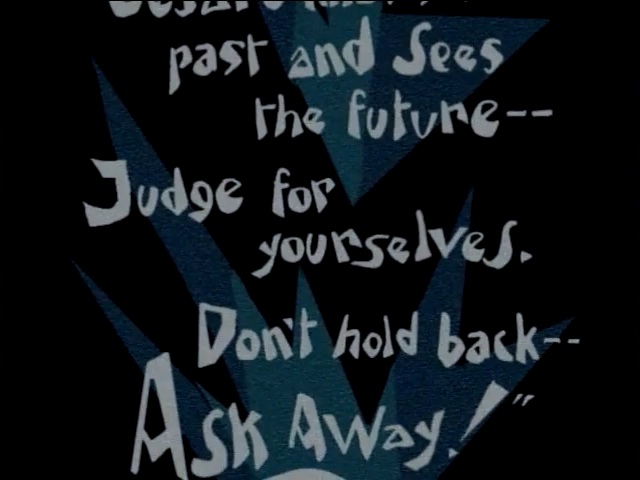 past and Sees
the future--
Judge for
yourselves.
Don't hold back--
Ask Away!"